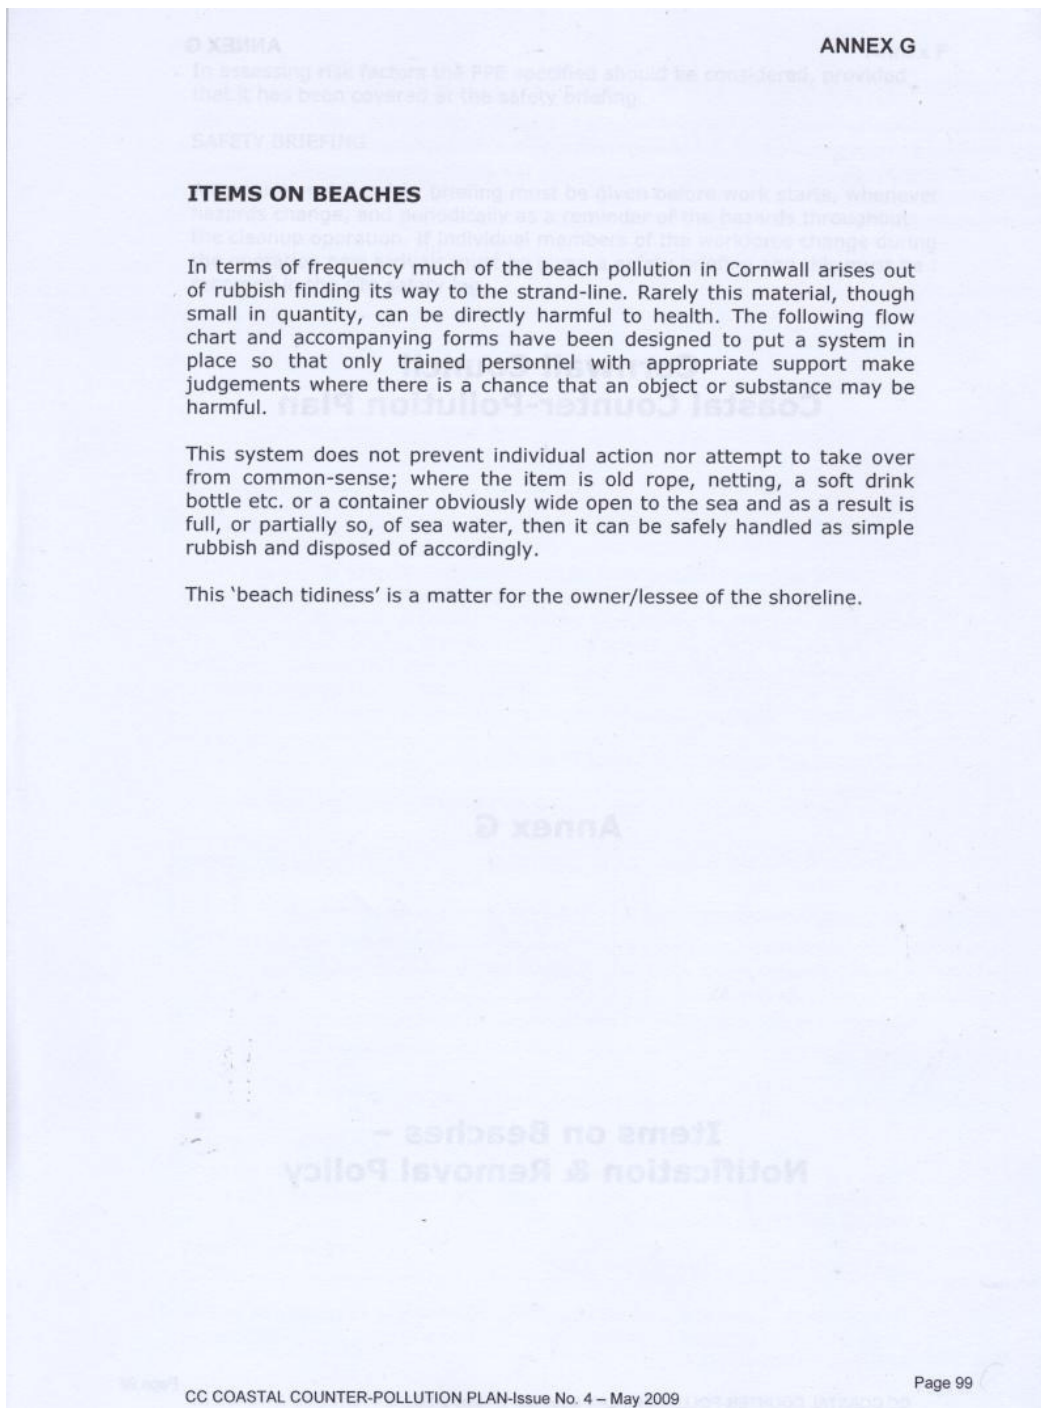 ANNEX G
ITEMS ON BEACHES
In terms of frequency much of the beach pollution in Cornwall arises out
of rubbish finding its way to the strand-line. Rarely this material, though
small in quantity, can be directly harmful to health. The following flow
chart and accompanying forms have been designed to put a system in
place so that only trained personnel with appropriate support make
judgements where there is a chance that an object or substance may be
harmful.
This system does not prevent individual action nor attempt to take over
from common-sense; where the item is old rope, netting, a soft drink
bottle etc. or a container obviously wide open to the sea and as a result is
full, or partially so, of sea water, then it can be safely handled as simple
rubbish and disposed of accordingly.
This ‘beach tidiness’ is a matter for the owner/lessee of the shoreline.
Page 99
CC COASTAL COUNTER-POLLUTION PLAN-Issue No. 4 – May 2009